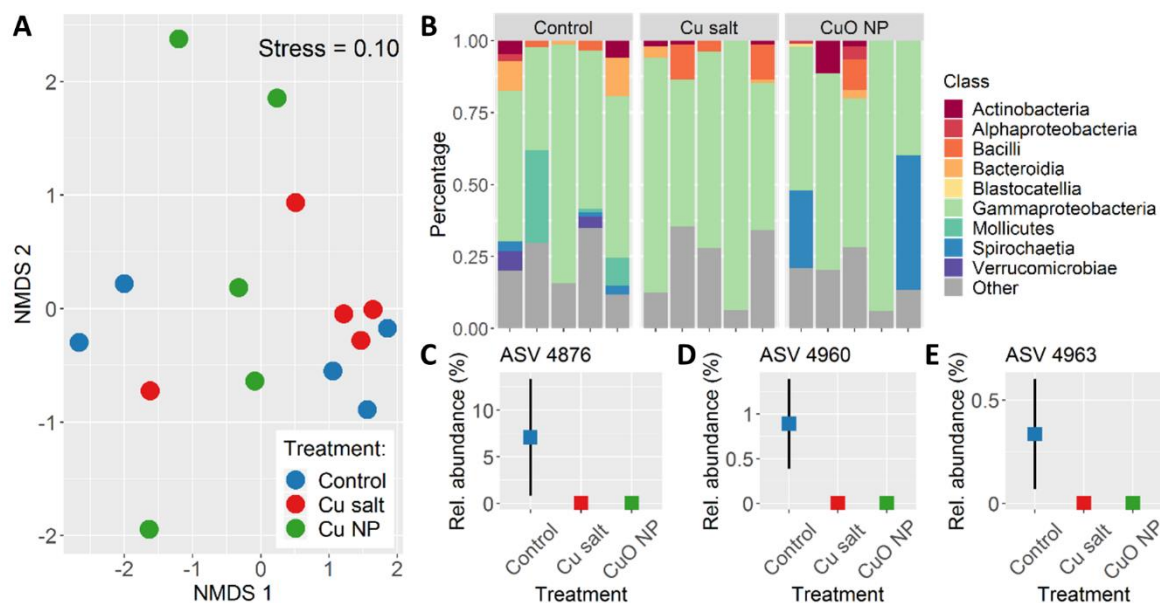 A
Stress = 0.10
NMDS 2
2
1
0
-1
-2
-2
-1
0
1
2
NMDS 1
Treatment:
Control
Cu salt
Cu NP
B
Control
Cu salt
CuO NP
Percentage
1.00
0.75
0.50
0.25
0.00
Class
Actinobacteria
Alphaproteobacteria
Bacilli
Bacteroidia
Blastocatellia
Gammaproteobacteria
Mollicutes
Spirochaetia
Verrucomicrobiae
Other
C
ASV 4876
Rel. abundance (%)
10
5
0
Control
Cu salt
CuO NP
Treatment
D
ASV 4960
Rel. abundance (%)
1
0.5
0
Control
Cu salt
CuO NP
Treatment
E
ASV 4963
Rel. abundance (%)
0.5
0
Control
Cu salt
CuO NP
Treatment